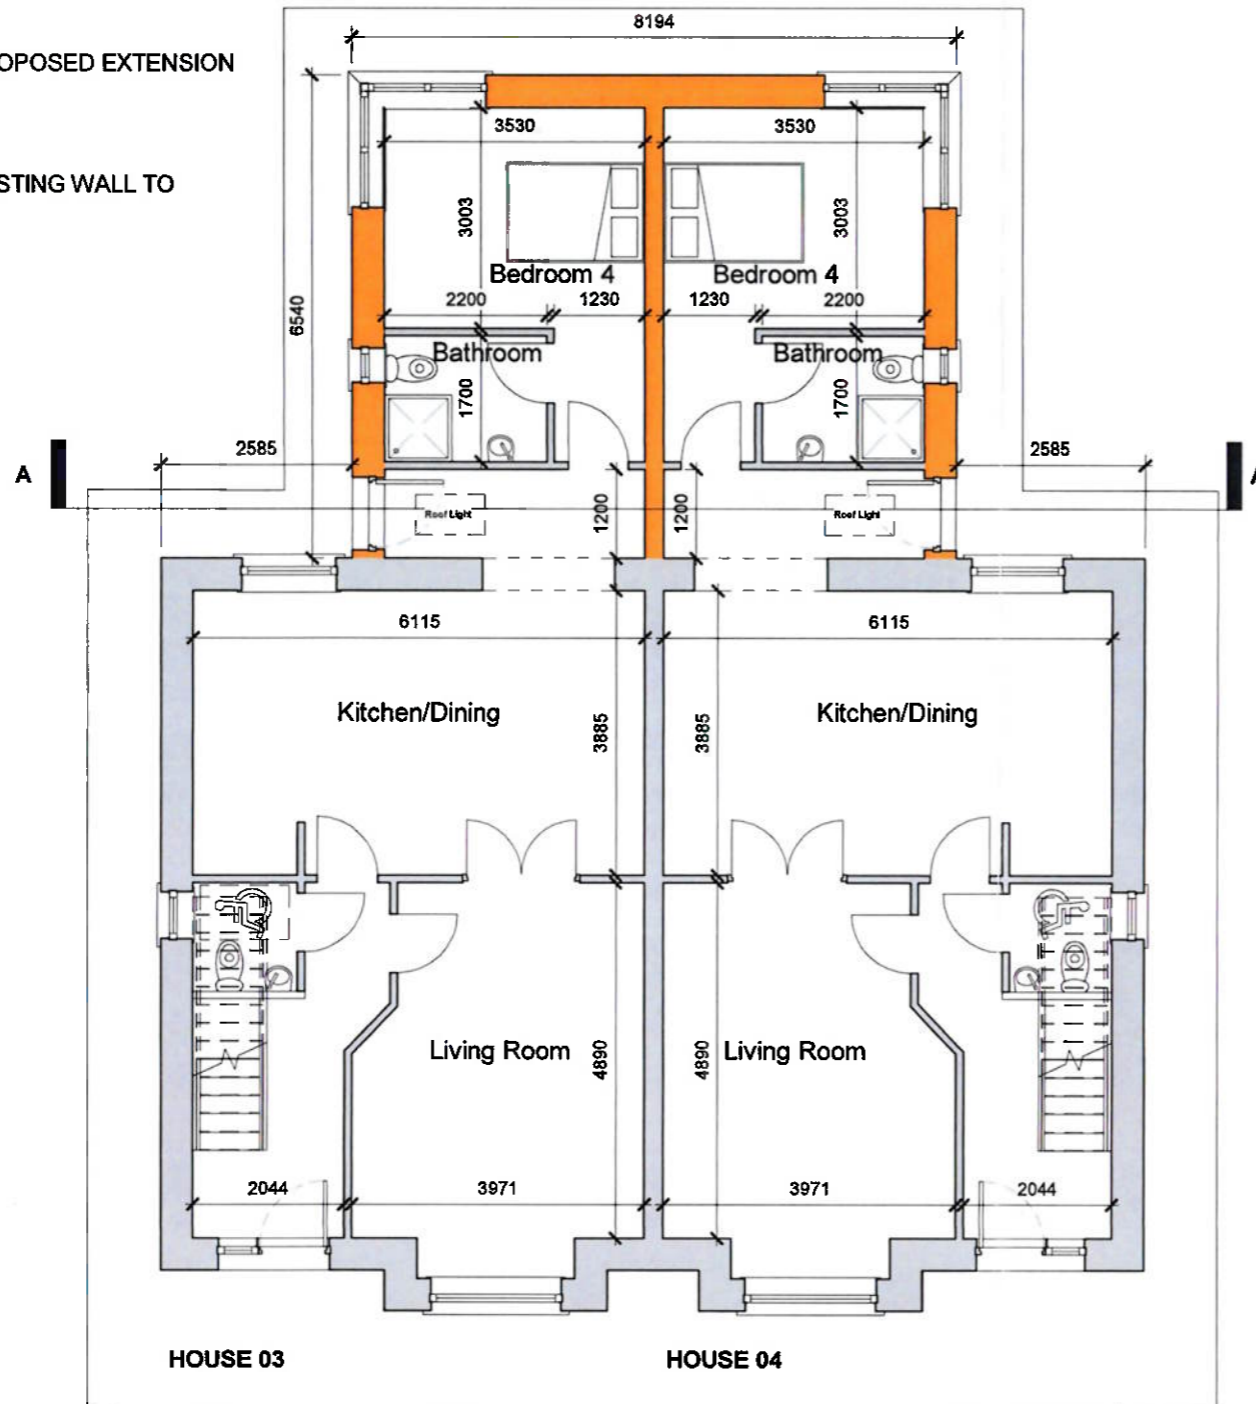 8194
OPOSED EXTENSION
3530 3530
STING WALL TO
3003 3003
Bedroom 4 Bedroom 4
2200 1230 1230 2200
6540
Bathroom Bathroom
1700 1700
2585 2585
A A
Roof Light Roof Light
1200 1200
6115 6115
Kitchen/Dining Kitchen/Dining
3885 3885
Living Room Living Room
4890 4890
2044 3971 3971 2044
HOUSE 03 HOUSE 04